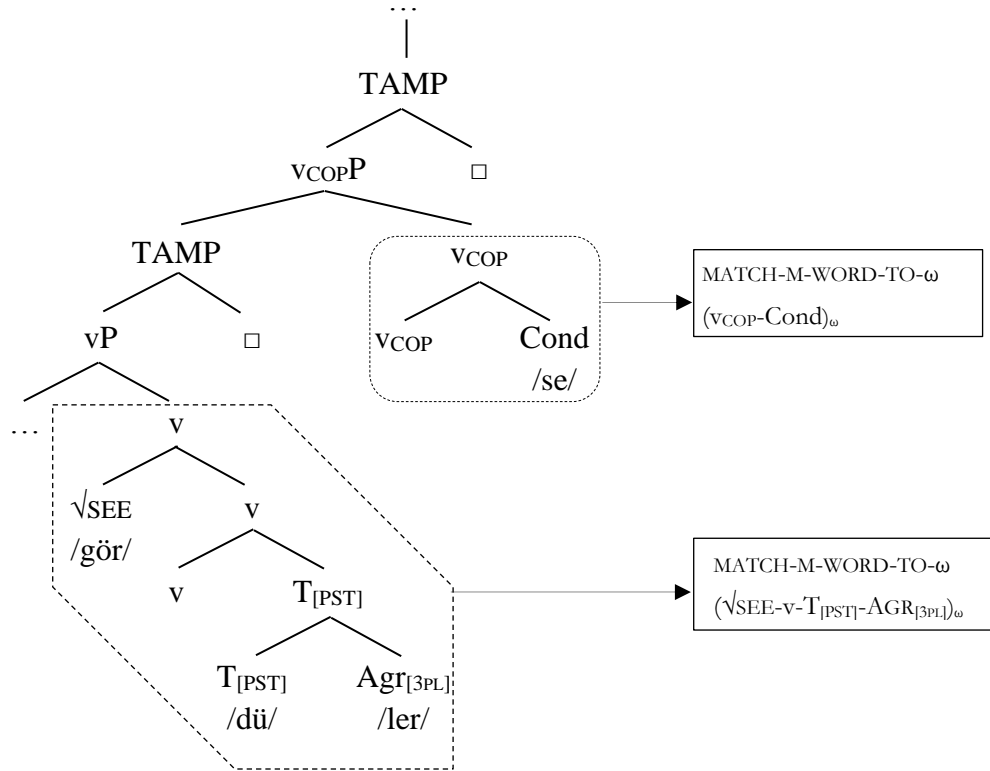 …
TAMP
vCOPP □
TAMP vCOP
MATCH-M-WORD-TO-ω
(vCOP-Cond)ω
vP □ vCOP Cond
/se/
… v
√SEE v
/gör/
v T[PST]
MATCH-M-WORD-TO-ω
(√SEE-v-T[PST]-AGR[3PL])ω
T[PST] Agr[3PL]
/dü/ /ler/